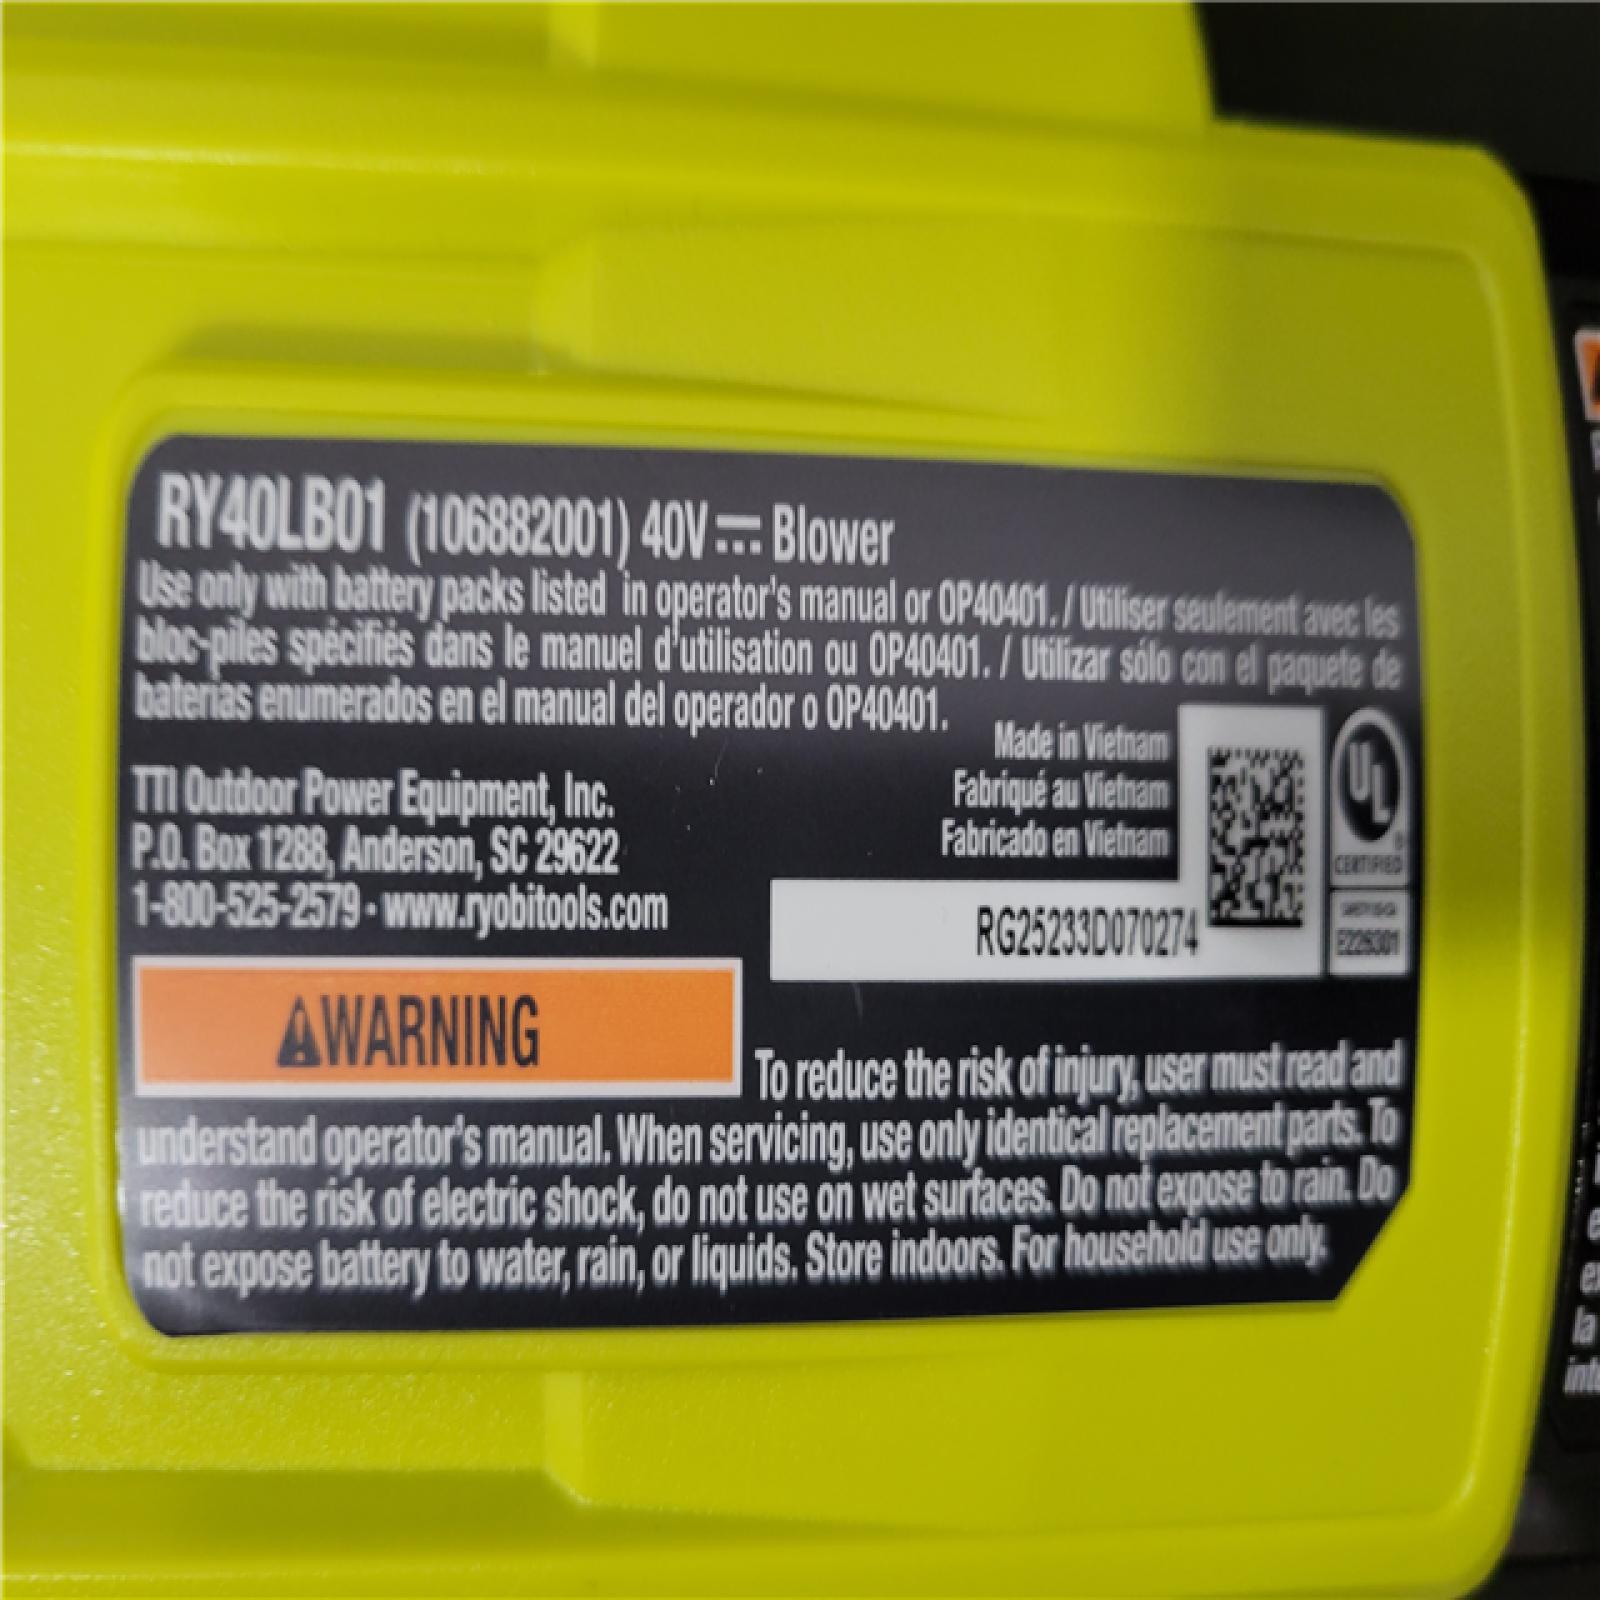 RY40LB01 (106882001) 40V Blower
Use only with battery packs listed in operator's manual or OP40401. / Utiliser seulement avec les
bloc-piles spécifiés dans le manuel d'utilisation ou OP40401. / Utilizar sólo con el paquete de
baterías enumerados en el manual del operador o OP40401.
Made in Vietnam
Fabriqué au Vietnam
Fabricado en Vietnam
TTI Outdoor Power Equipment, Inc.
P.O. Box 1288, Anderson, SC 29622
1-800-525-2579 • www.ryobitools.com
RG25233D070274
UL
®
CERTIFIED
E226301
⚠WARNING
To reduce the risk of injury, user must read and
understand operator's manual. When servicing, use only identical replacement parts. To
reduce the risk of electric shock, do not use on wet surfaces. Do not expose to rain. Do
not expose battery to water, rain, or liquids. Store indoors. For household use only.
la